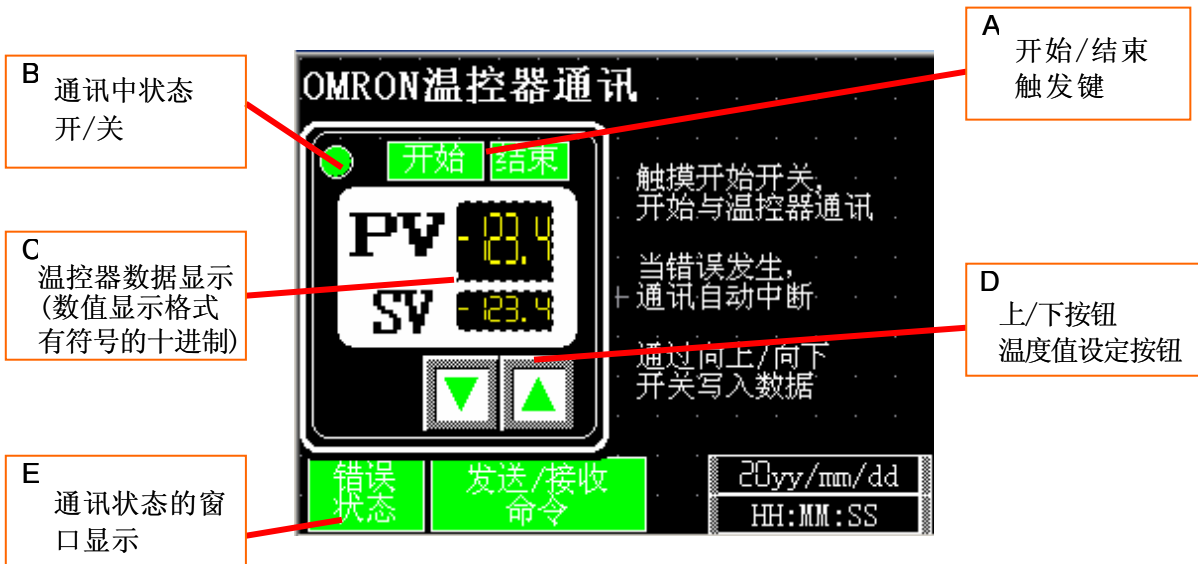 A
开始/结束
触发键
B
通讯中状态
开/关
OMRON温控器通讯
开始 结束
触摸开始开关,
开始与温控器通讯
PV -123.4
C
温控器数据显示
(数值显示格式
有符号的十进制)
当错误发生,
通讯自动中断
SV -123.4
D
上/下按钮
温度值设定按钮
通过向上/向下
开关写入数据
E
通讯状态的窗
口显示
错误
状态
发送/接收
命令
20yy/mm/dd
HH:MM:SS